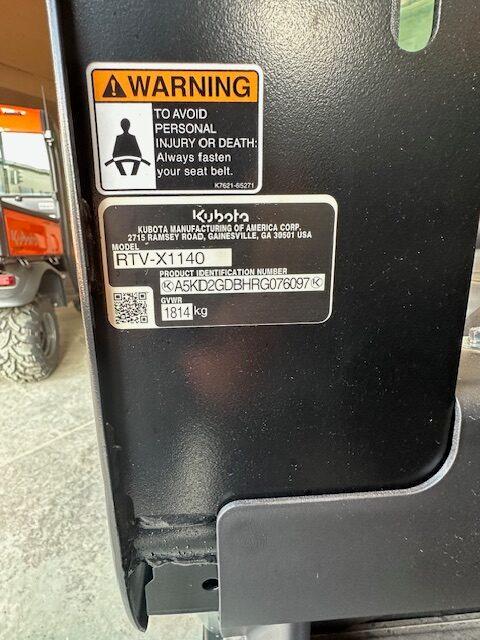 WARNING
TO AVOID
PERSONAL
INJURY OR DEATH:
Always fasten
your seat belt.
K7621-65271
Kubota
KUBOTA MANUFACTURING OF AMERICA CORP.
2715 RAMSEY ROAD, GAINESVILLE, GA 30501 USA
MODEL
RTV-X1140
PRODUCT IDENTIFICATION NUMBER
Ⓚ A5KD2GDBHRG076097 Ⓚ
GVWR
1814 kg
Kubota